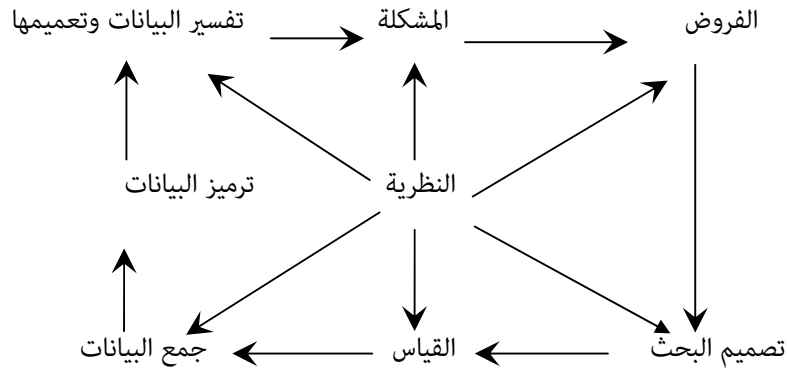 الفروض
المشكلة
تفسير البيانات وتعميمها
النظرية
ترميز البيانات
تصميم البحث
القياس
جمع البيانات